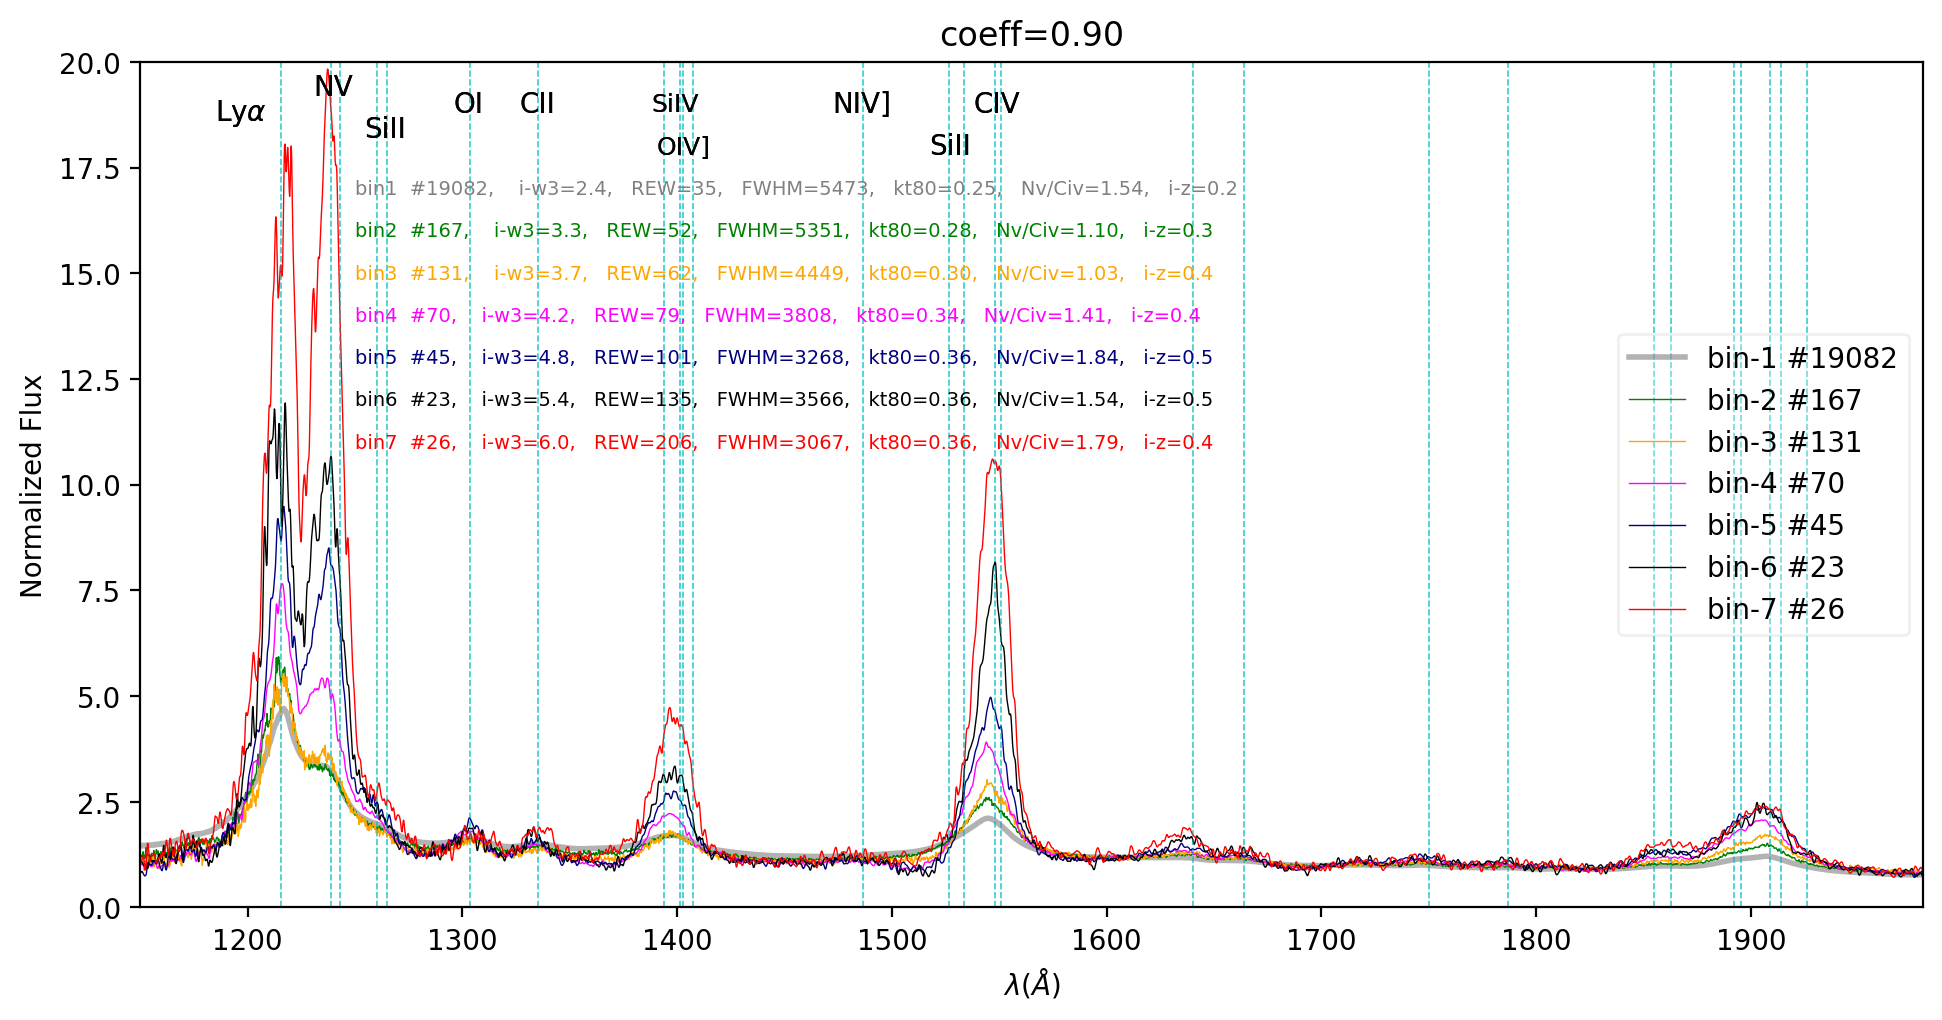 coeff=0.90
Normalized Flux
20.0
17.5
15.0
12.5
10.0
7.5
5.0
2.5
0.0
NV
Lyα
SiII
OI
CII
SiIV
OIV]
NIV]
CIV
SiII
bin1 #19082, i-w3=2.4, REW=35, FWHM=5473, kt80=0.25, Nv/Civ=1.54, i-z=0.2
bin2 #167, i-w3=3.3, REW=52, FWHM=5351, kt80=0.28, Nv/Civ=1.10, i-z=0.3
bin3 #131, i-w3=3.7, REW=62, FWHM=4449, kt80=0.30, Nv/Civ=1.03, i-z=0.4
bin4 #70, i-w3=4.2, REW=79, FWHM=3808, kt80=0.34, Nv/Civ=1.41, i-z=0.4
bin5 #45, i-w3=4.8, REW=101, FWHM=3268, kt80=0.36, Nv/Civ=1.84, i-z=0.5
bin6 #23, i-w3=5.4, REW=135, FWHM=3566, kt80=0.36, Nv/Civ=1.54, i-z=0.5
bin7 #26, i-w3=6.0, REW=206, FWHM=3067, kt80=0.36, Nv/Civ=1.79, i-z=0.4
bin-1 #19082
bin-2 #167
bin-3 #131
bin-4 #70
bin-5 #45
bin-6 #23
bin-7 #26
1200 1300 1400 1500 1600 1700 1800 1900
λ(Å)